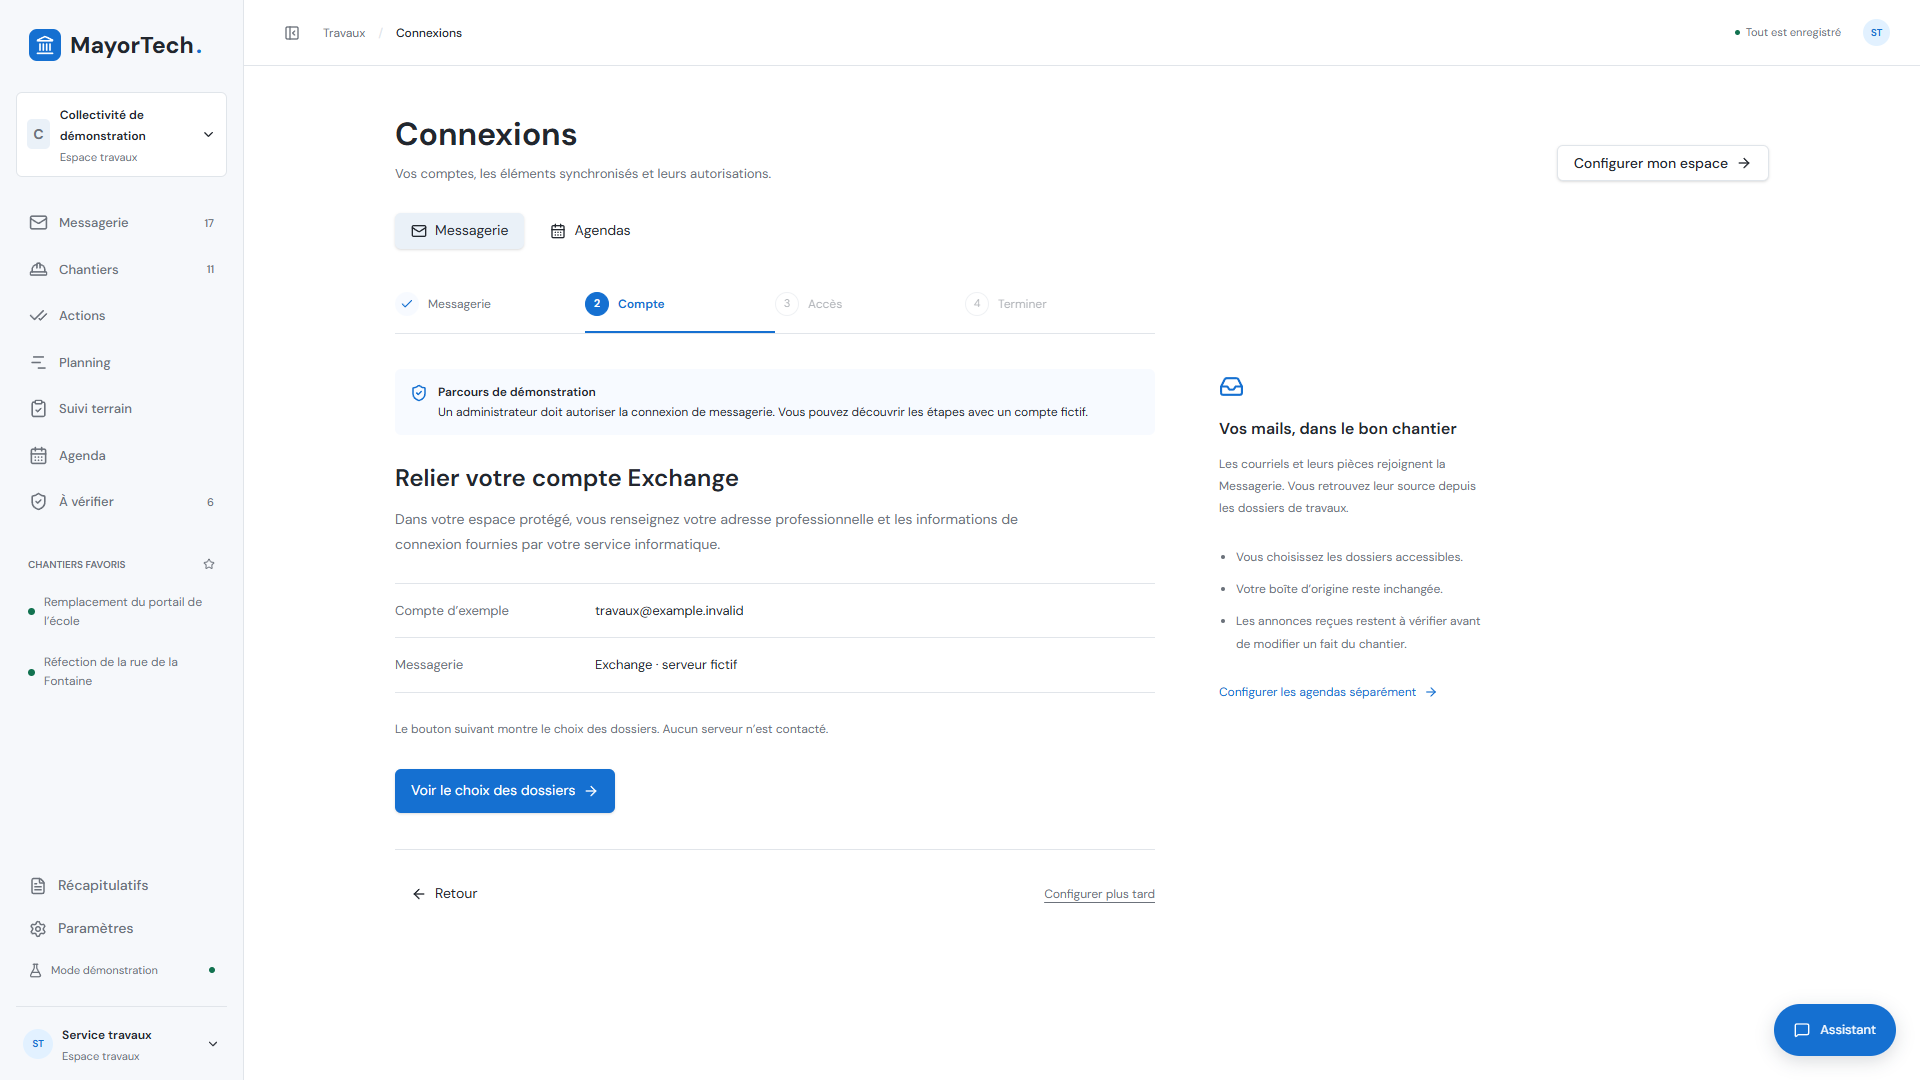 MayorTech.
Collectivité de
démonstration
Espace travaux
C
Messagerie 17
Chantiers 11
Actions
Planning
Suivi terrain
Agenda
À vérifier 6
CHANTIERS FAVORIS
Remplacement du portail de
l’école
Réfection de la rue de la
Fontaine
Récapitulatifs
Paramètres
Mode démonstration
ST
Service travaux
Espace travaux
Travaux / Connexions
Tout est enregistré
ST
Connexions
Vos comptes, les éléments synchronisés et leurs autorisations.
Configurer mon espace
Messagerie
Agendas
Messagerie
2 Compte
3 Accès
4 Terminer
Parcours de démonstration
Un administrateur doit autoriser la connexion de messagerie. Vous pouvez découvrir les étapes avec un compte fictif.
Relier votre compte Exchange
Dans votre espace protégé, vous renseignez votre adresse professionnelle et les informations de
connexion fournies par votre service informatique.
Compte d’exemple travaux@example.invalid
Messagerie Exchange · serveur fictif
Le bouton suivant montre le choix des dossiers. Aucun serveur n’est contacté.
Voir le choix des dossiers
Retour
Configurer plus tard
Vos mails, dans le bon chantier
Les courriels et leurs pièces rejoignent la
Messagerie. Vous retrouvez leur source depuis
les dossiers de travaux.
• Vous choisissez les dossiers accessibles.
• Votre boîte d’origine reste inchangée.
• Les annonces reçues restent à vérifier avant
de modifier un fait du chantier.
Configurer les agendas séparément
Assistant